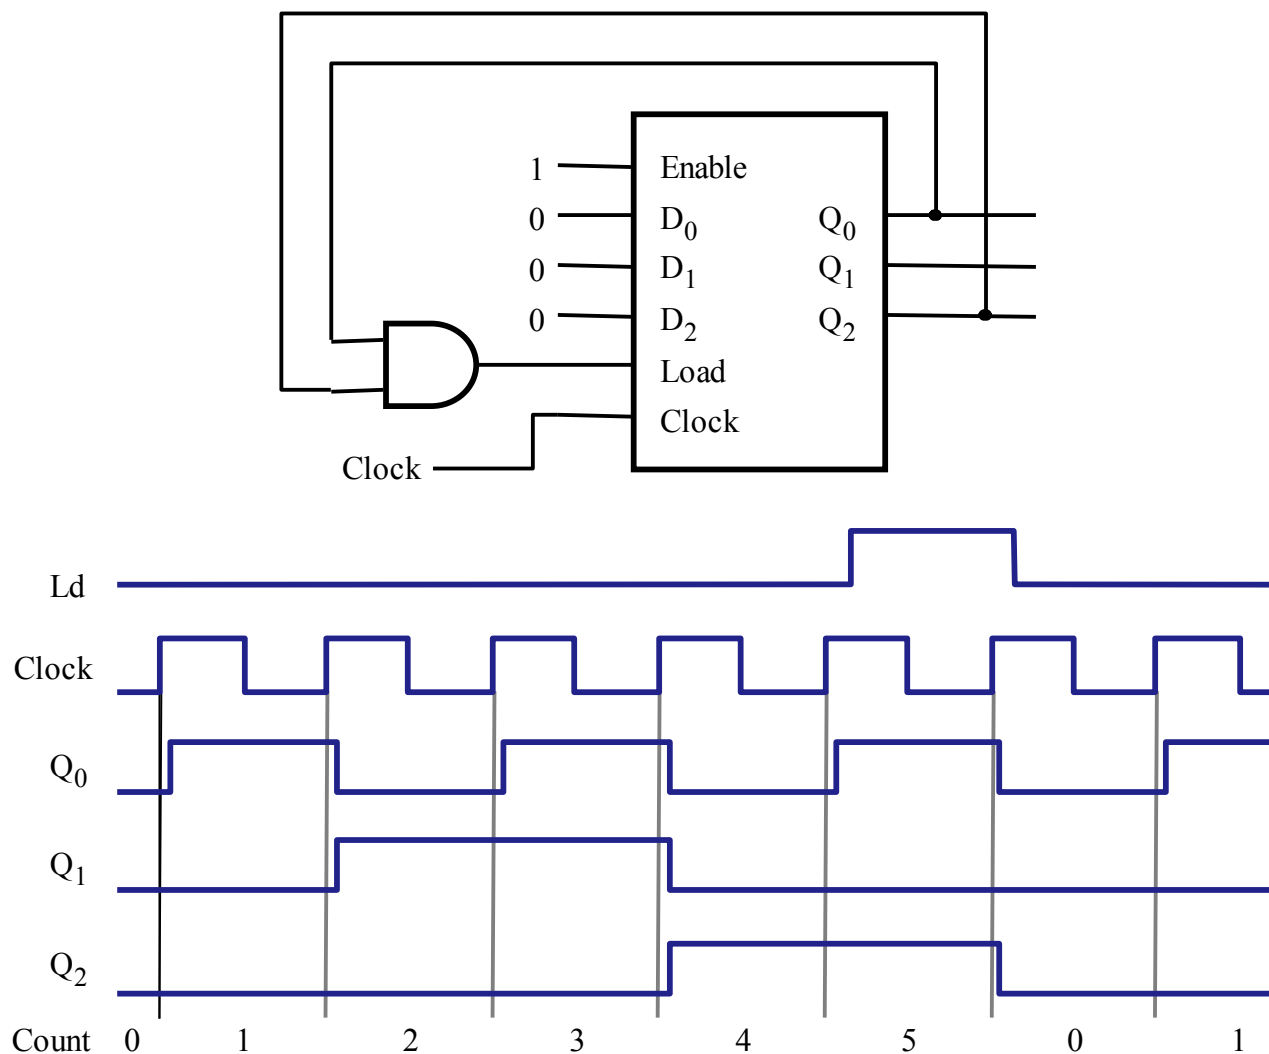 1 Enable
0 D0 Q0
0 D1 Q1
0 D2 Q2
Load
Clock
Clock
Ld
Clock
Q0
Q1
Q2
Count 0 1 2 3 4 5 0 1